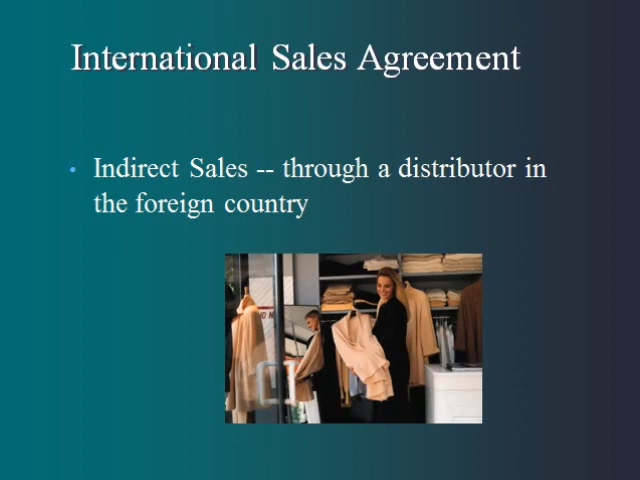 International Sales Agreement
• Indirect Sales -- through a distributor in
the foreign country